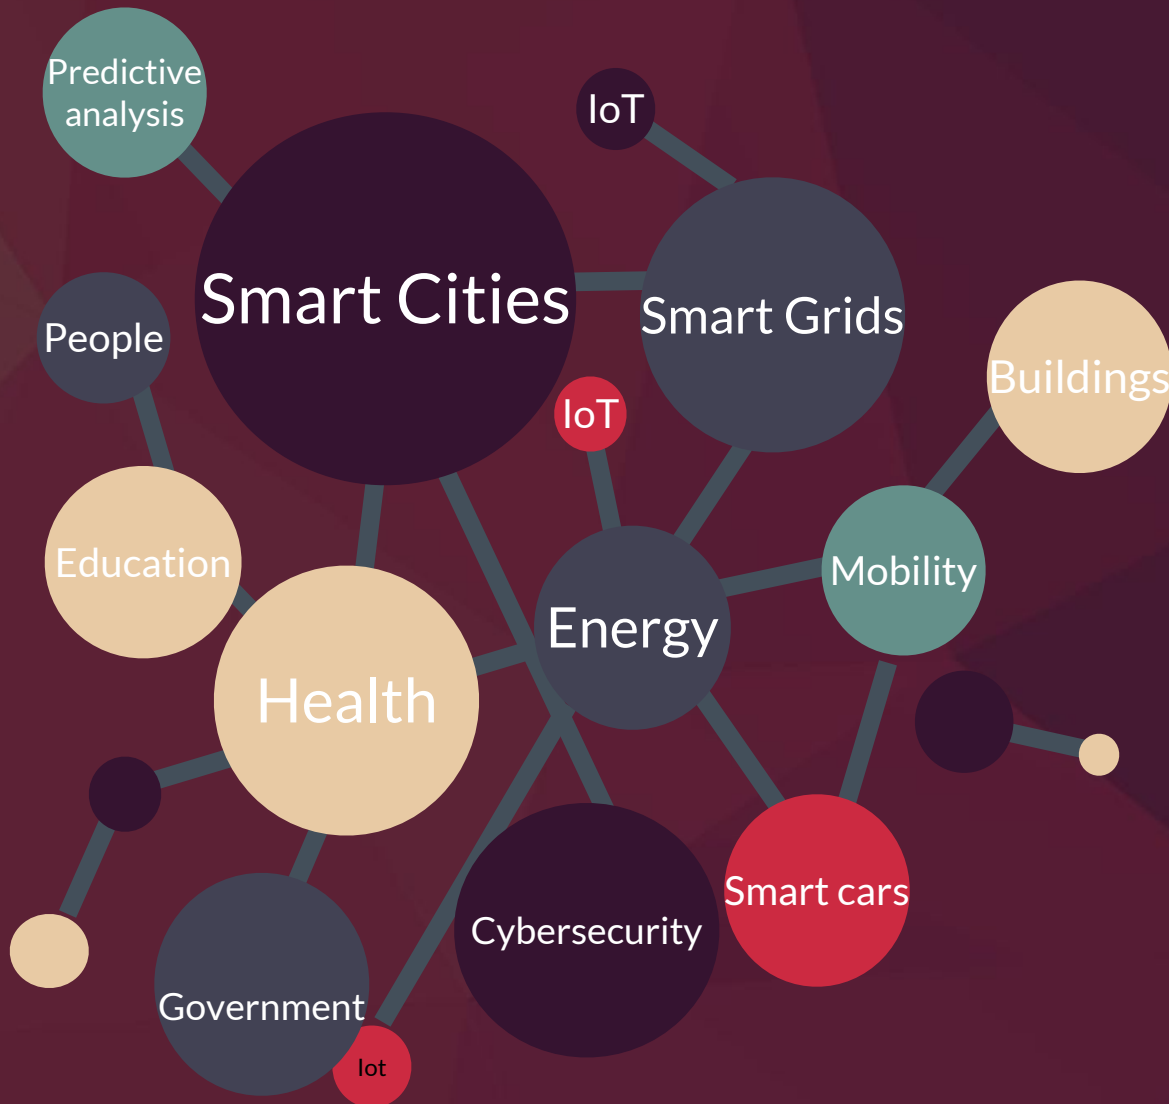 Predictive
analysis
IoT
Smart Cities
Smart Grids
People
Buildings
IoT
Education
Mobility
Energy
Health
Smart cars
Cybersecurity
Government
Iot